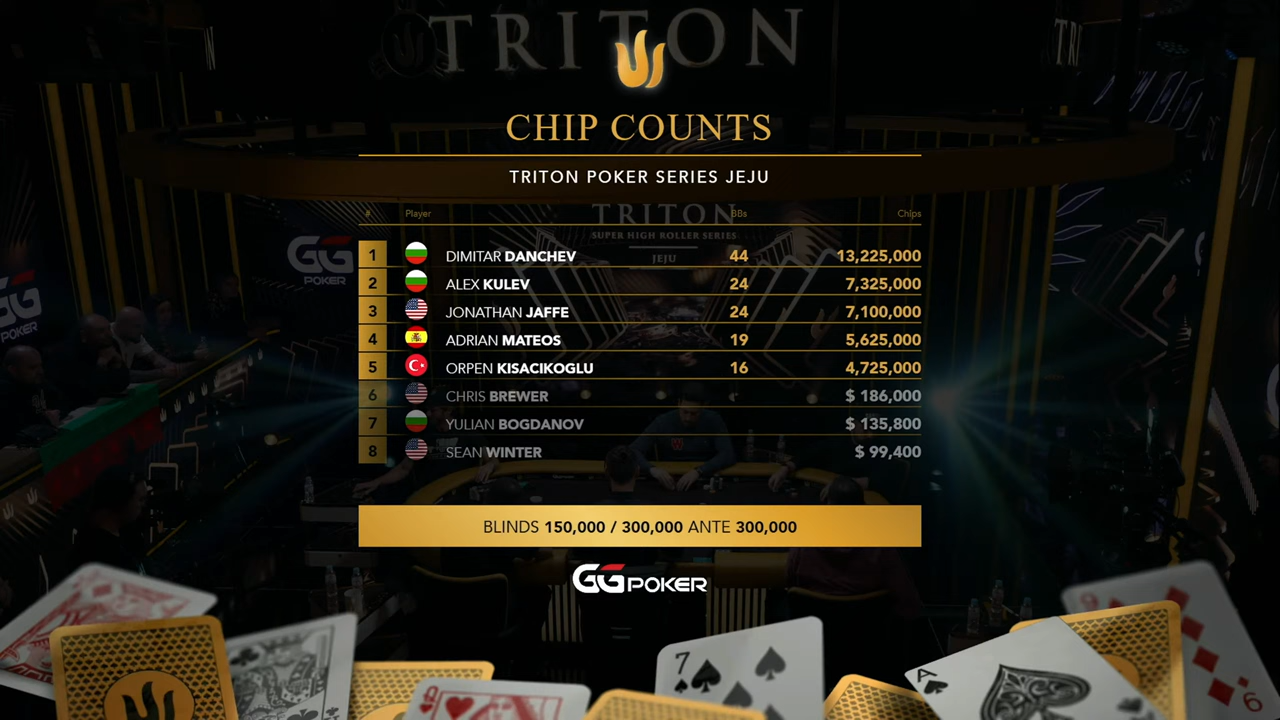 TRITON
CHIP COUNTS
TRITON POKER SERIES JEJU
# Player BBs Chips
TRITON
SUPER HIGH ROLLER SERIES
JEJU
GG
POKER
GG
POKER
1 DIMITAR DANCHEV 44 13,225,000
2 ALEX KULEV 24 7,325,000
3 JONATHAN JAFFE 24 7,100,000
4 ADRIAN MATEOS 19 5,625,000
5 ORPEN KISACIKOGLU 16 4,725,000
6 CHRIS BREWER $ 186,000
7 YULIAN BOGDANOV $ 135,800
8 SEAN WINTER $ 99,400
BLINDS 150,000 / 300,000 ANTE 300,000
GGPOKER
7
A
9